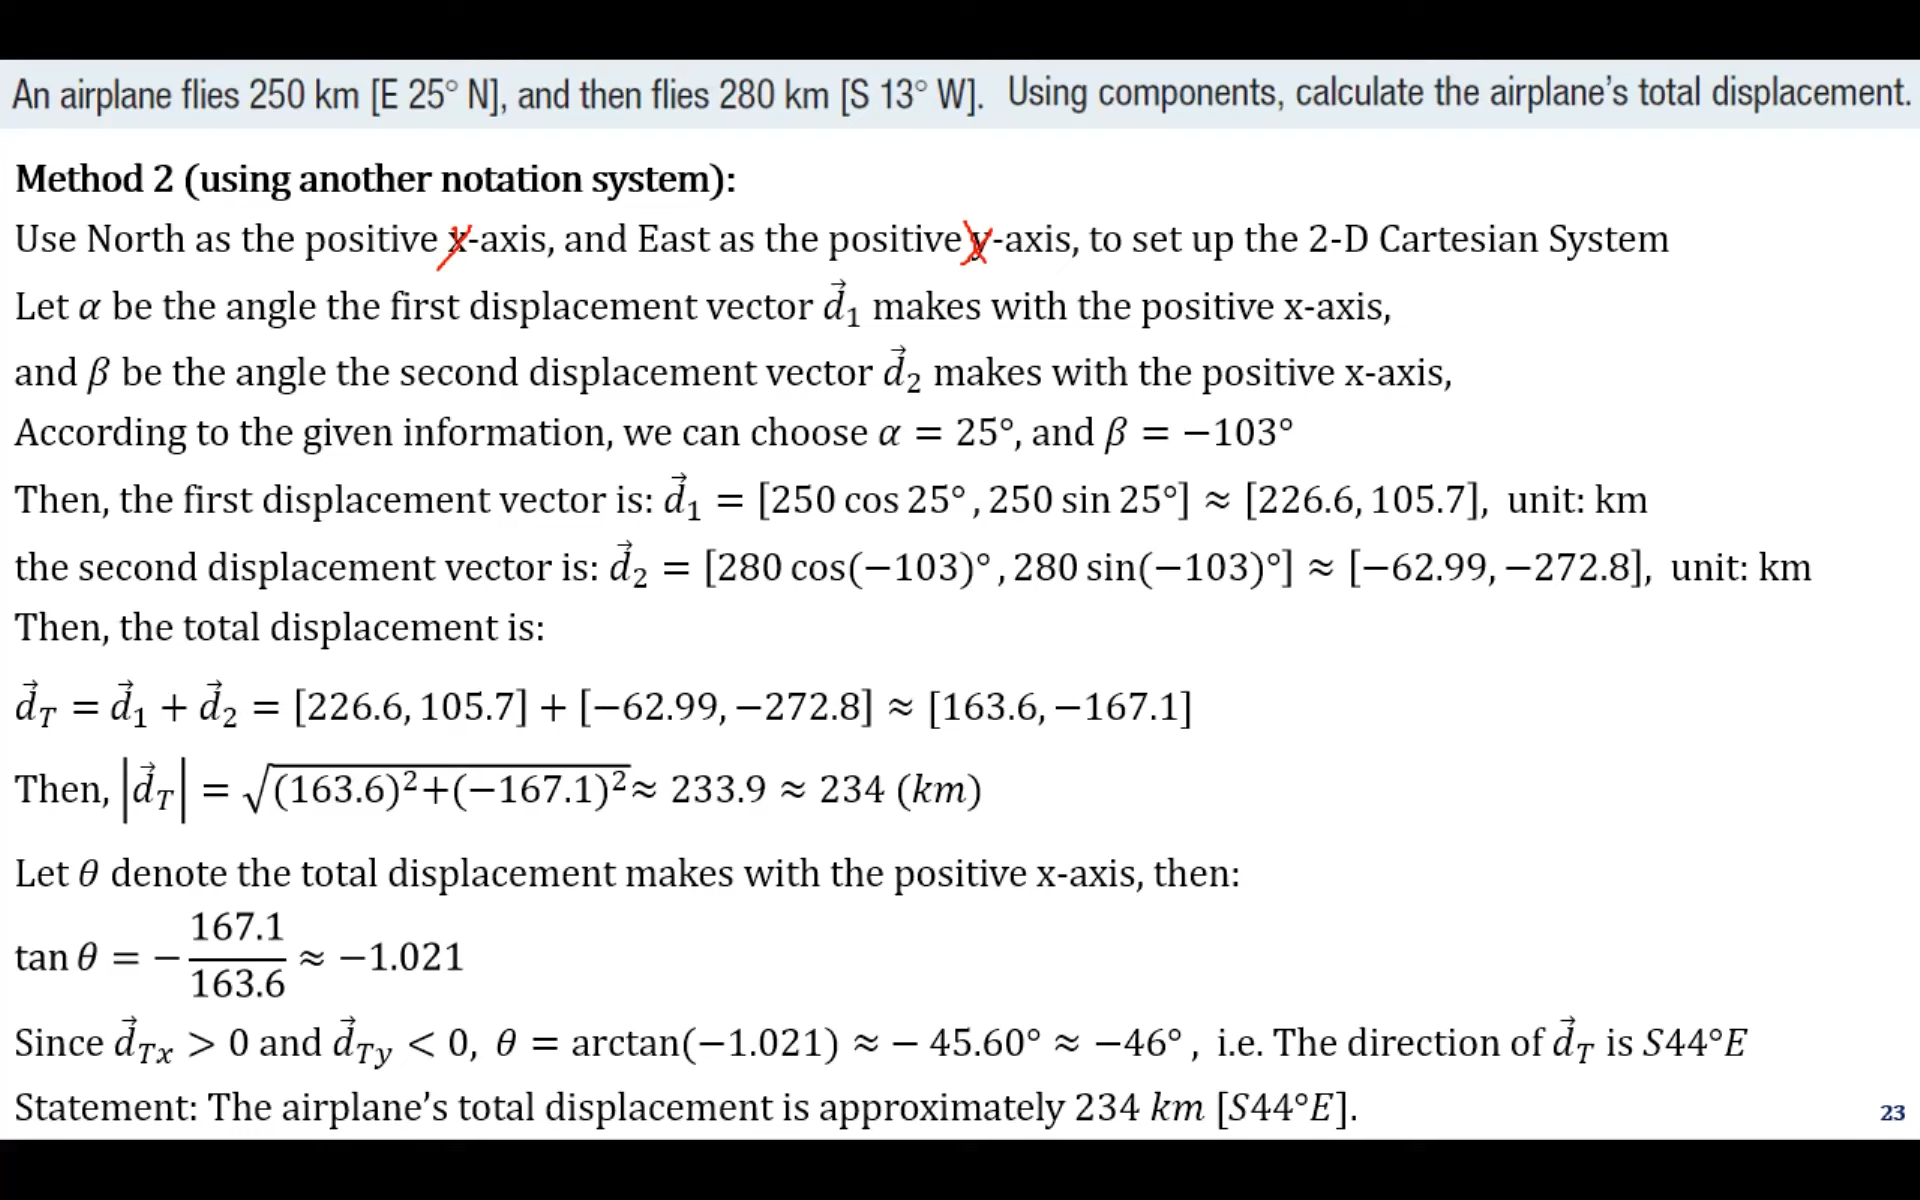 An airplane flies 250 km [E 25° N], and then flies 280 km [S 13° W]. Using components, calculate the airplane's total displacement.
Method 2 (using another notation system):
Use North as the positive y-axis, and East as the positive x-axis, to set up the 2-D Cartesian System
Let α be the angle the first displacement vector d⃗₁ makes with the positive x-axis,
and β be the angle the second displacement vector d⃗₂ makes with the positive x-axis,
According to the given information, we can choose α = 25°, and β = −103°
Then, the first displacement vector is: d⃗₁ = [250 cos 25° , 250 sin 25°] ≈ [226.6, 105.7], unit: km
the second displacement vector is: d⃗₂ = [280 cos(−103)° , 280 sin(−103)°] ≈ [−62.99, −272.8], unit: km
Then, the total displacement is:
d⃗_T = d⃗₁ + d⃗₂ = [226.6, 105.7] + [−62.99, −272.8] ≈ [163.6, −167.1]
Then, |d⃗_T| = √((163.6)²+(−167.1)²) ≈ 233.9 ≈ 234 (km)
Let θ denote the total displacement makes with the positive x-axis, then:
tan θ = − 167.1/163.6 ≈ −1.021
Since d⃗_Tx > 0 and d⃗_Ty < 0, θ = arctan(−1.021) ≈ − 45.60° ≈ −46° , i.e. The direction of d⃗_T is S44°E
Statement: The airplane's total displacement is approximately 234 km [S44°E].
23